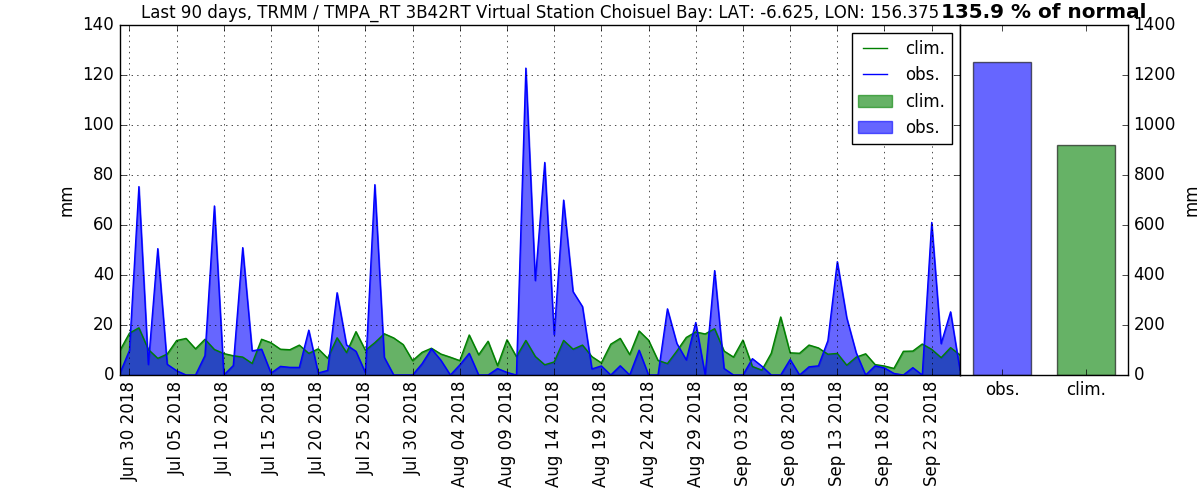 Last 90 days, TRMM / TMPA_RT 3B42RT Virtual Station Choisuel Bay: LAT: -6.625, LON: 156.375 135.9 % of normal
140
120
100
80
60
40
20
0
mm
clim.
obs.
clim.
obs.
1400
1200
1000
800
600
400
200
0
mm
obs. clim.
Jun 30 2018
Jul 05 2018
Jul 10 2018
Jul 15 2018
Jul 20 2018
Jul 25 2018
Jul 30 2018
Aug 04 2018
Aug 09 2018
Aug 14 2018
Aug 19 2018
Aug 24 2018
Aug 29 2018
Sep 03 2018
Sep 08 2018
Sep 13 2018
Sep 18 2018
Sep 23 2018